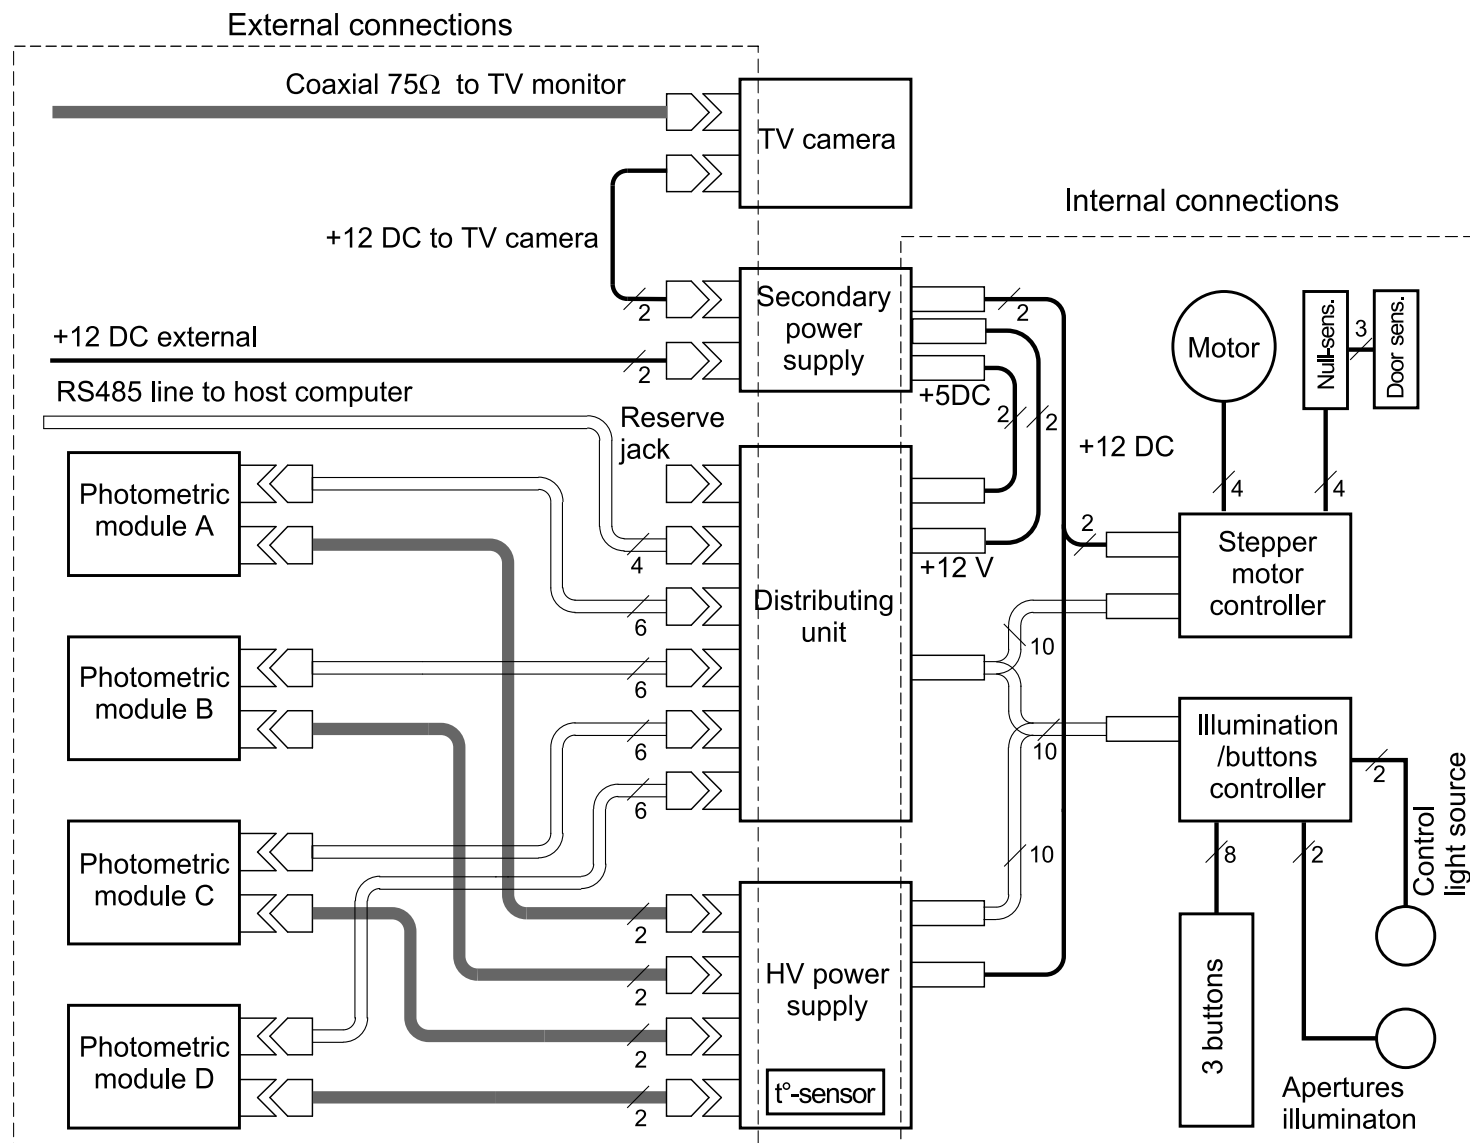 External connections
Coaxial 75Ω to TV monitor
TV camera
Internal connections
+12 DC to TV camera
Secondary
power
supply
2
2
+12 DC external
2
+5DC
2
2
Motor
Null-sens.
3
Door sens.
RS485 line to host computer
Reserve
jack
+12 DC
4
4
Photometric
module A
4
6
Distributing
unit
+12 V
2
Stepper
motor
controller
10
Photometric
module B
6
6
6
10
10
Illumination
/buttons
controller
2
8
2
Control
light source
Photometric
module C
2
2
2
2
HV power
supply
t°-sensor
Photometric
module D
3 buttons
Apertures
illuminaton